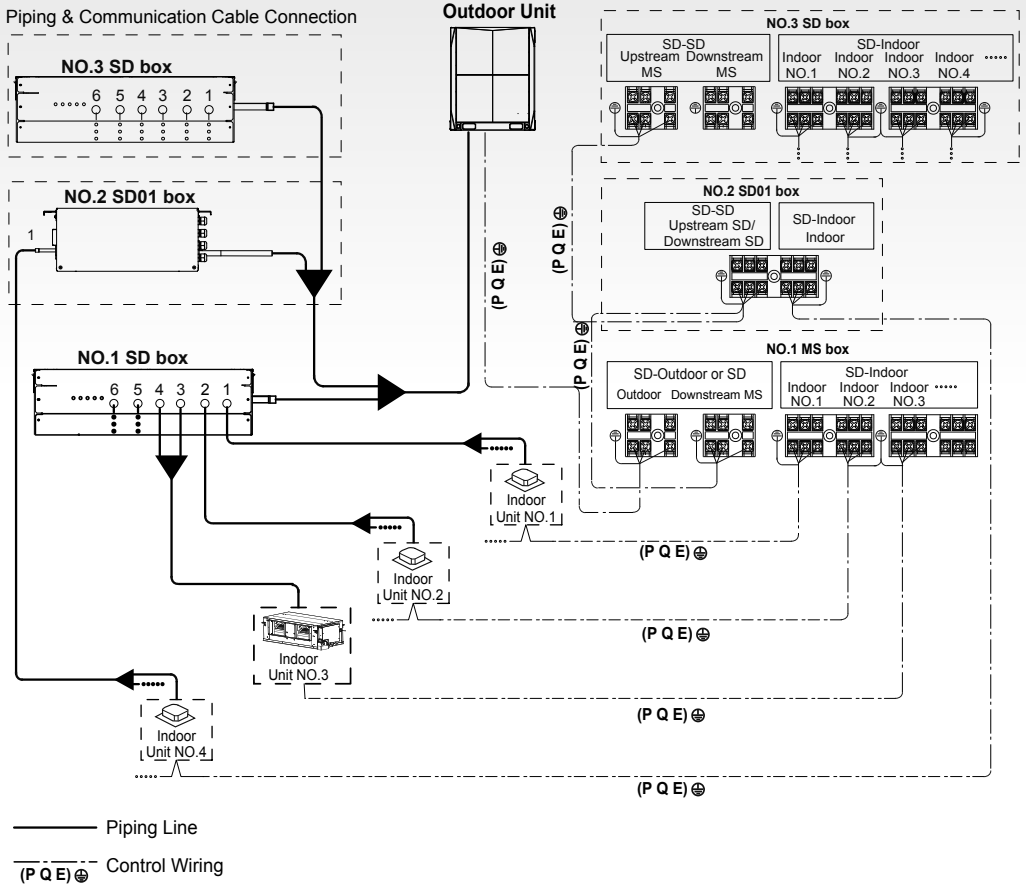 Piping & Communication Cable Connection
Outdoor Unit
NO.3 SD box
6 5 4 3 2 1
NO.2 SD01 box
1
NO.1 SD box
6 5 4 3 2 1
Indoor
Unit NO.1
Indoor
Unit NO.2
Indoor
Unit NO.3
Indoor
Unit NO.4
NO.3 SD box
SD-SD
Upstream Downstream
MS MS
SD-Indoor
Indoor Indoor Indoor Indoor
NO.1 NO.2 NO.3 NO.4
NO.2 SD01 box
SD-SD
Upstream SD/
Downstream SD
SD-Indoor
Indoor
NO.1 MS box
SD-Outdoor or SD
Outdoor Downstream MS
SD-Indoor
Indoor Indoor Indoor
NO.1 NO.2 NO.3
(P Q E)
(P Q E)
(P Q E)
(P Q E)
(P Q E)
(P Q E)
(P Q E)
Piping Line
(P Q E) Control Wiring